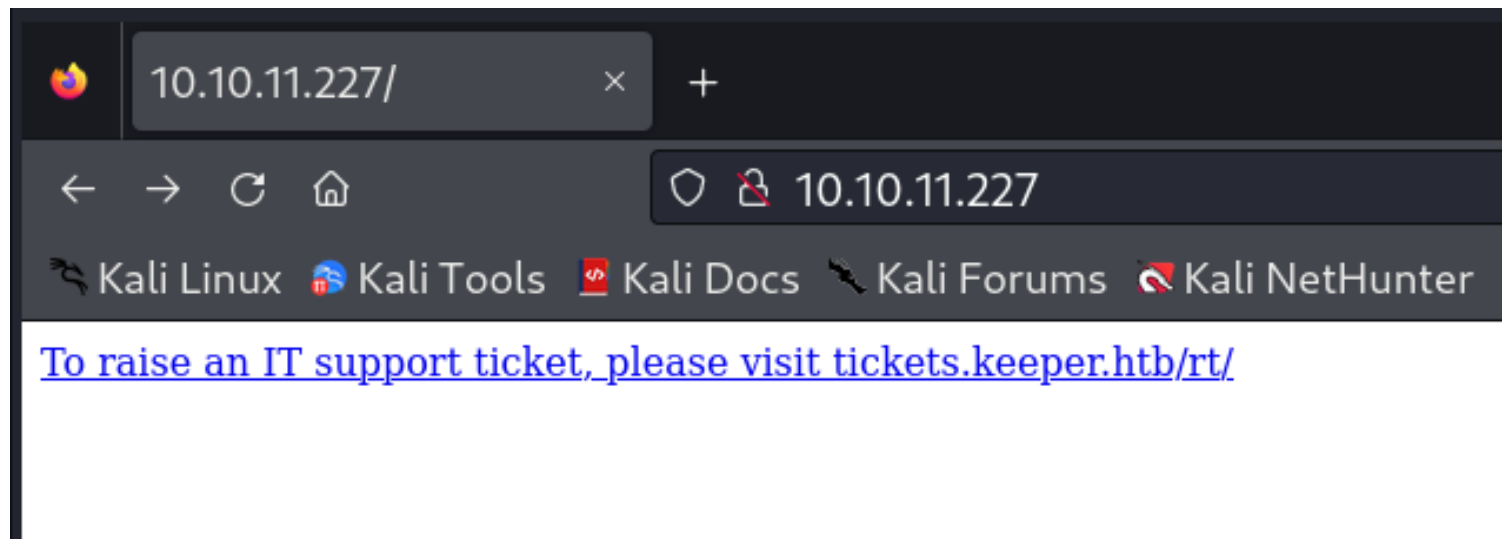 10.10.11.227/
10.10.11.227
Kali Linux Kali Tools Kali Docs Kali Forums Kali NetHunter
To raise an IT support ticket, please visit tickets.keeper.htb/rt/